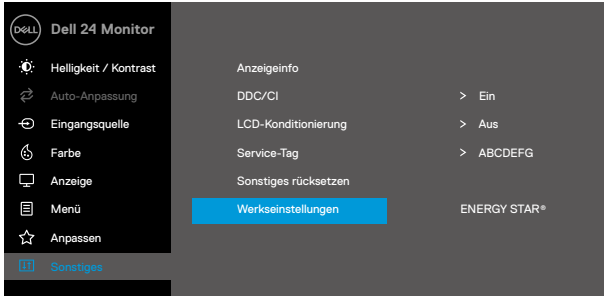 DELL Dell 24 Monitor
Helligkeit / Kontrast
Auto-Anpassung
Eingangsquelle
Farbe
Anzeige
Menü
Anpassen
Sonstiges
Anzeigeinfo
DDC/CI > Ein
LCD-Konditionierung > Aus
Service-Tag > ABCDEFG
Sonstiges rücksetzen
Werkseinstellungen ENERGY STAR®